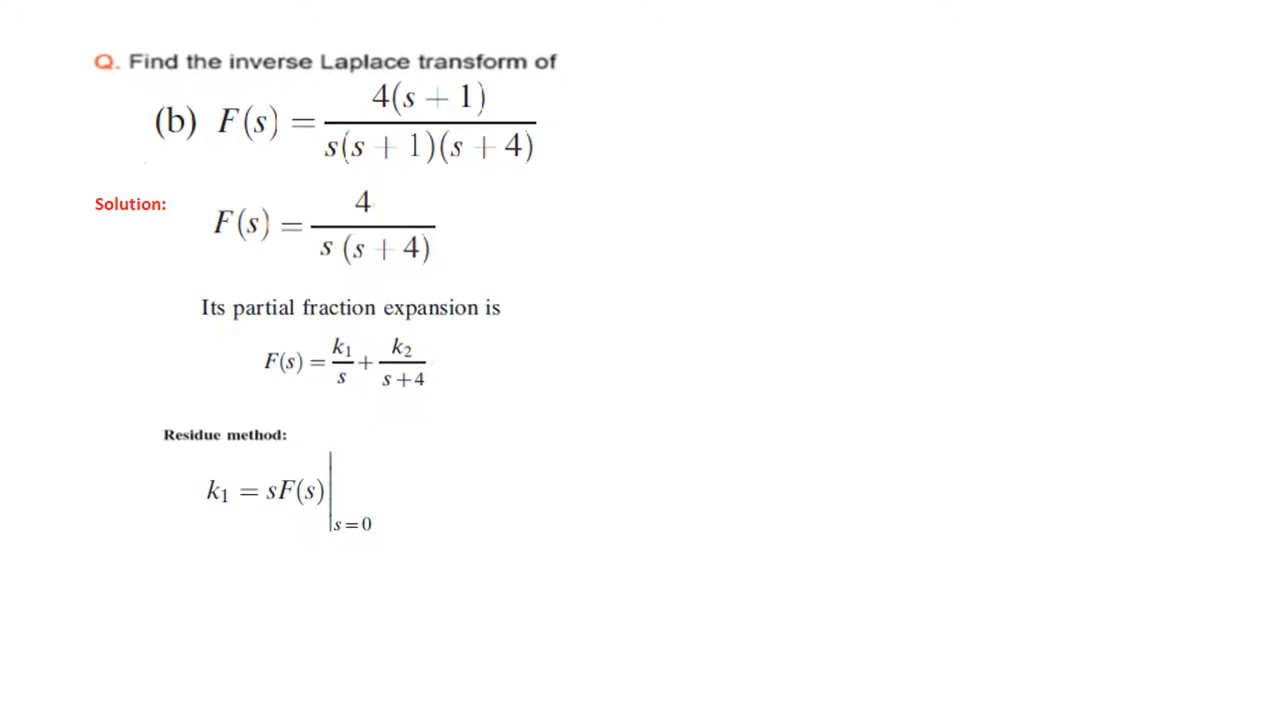 Q. Find the inverse Laplace transform of
(b) F(s) = 4(s + 1) / s(s + 1)(s + 4)
Solution:
F(s) = 4 / s (s + 4)
Its partial fraction expansion is
F(s) = k₁/s + k₂/s+4
Residue method:
k₁ = sF(s)|s=0